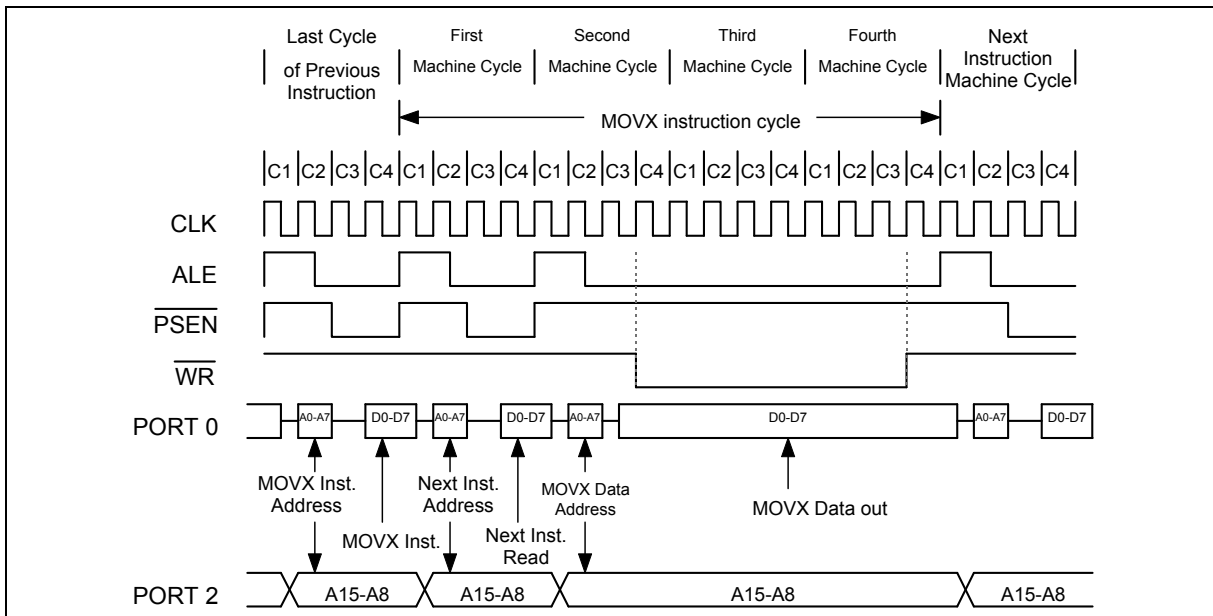 Last Cycle
of Previous
Instruction
First
Machine Cycle
Second
Machine Cycle
Third
Machine Cycle
Fourth
Machine Cycle
Next
Instruction
Machine Cycle
MOVX instruction cycle
C1 C2 C3 C4 C1 C2 C3 C4 C1 C2 C3 C4 C1 C2 C3 C4 C1 C2 C3 C4 C1 C2 C3 C4
CLK
ALE
PSEN
WR
PORT 0
A0-A7 D0-D7 A0-A7 D0-D7 A0-A7 D0-D7 A0-A7 D0-D7
MOVX Inst.
Address
MOVX Inst.
Next Inst.
Address
Next Inst.
Read
MOVX Data
Address
MOVX Data out
PORT 2
A15-A8 A15-A8 A15-A8 A15-A8